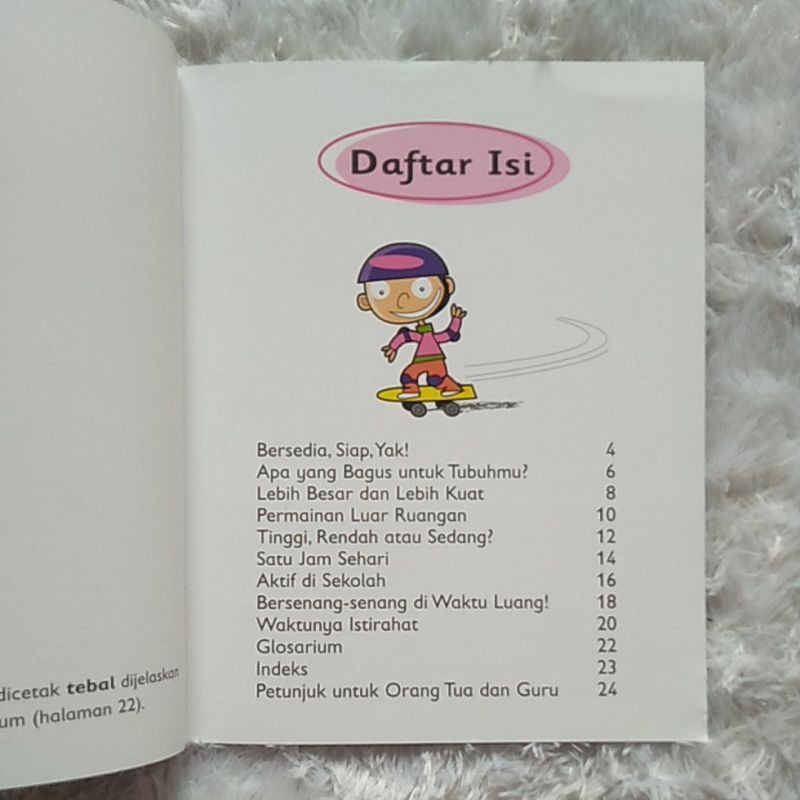 dicetak tebal dijelaskan
um (halaman 22).
Daftar Isi
Bersedia, Siap, Yak! 4
Apa yang Bagus untuk Tubuhmu? 6
Lebih Besar dan Lebih Kuat 8
Permainan Luar Ruangan 10
Tinggi, Rendah atau Sedang? 12
Satu Jam Sehari 14
Aktif di Sekolah 16
Bersenang-senang di Waktu Luang! 18
Waktunya Istirahat 20
Glosarium 22
Indeks 23
Petunjuk untuk Orang Tua dan Guru 24